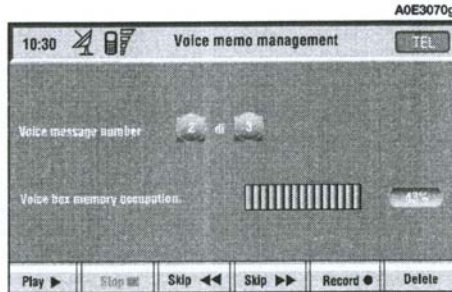 A0E3070g
10:30 Voice memo management TEL
Voice message number 2 di 3
Voice box memory occupation.
Play ▶ Stop ■ Skip ◀◀ Skip ▶▶ Record ● Delete